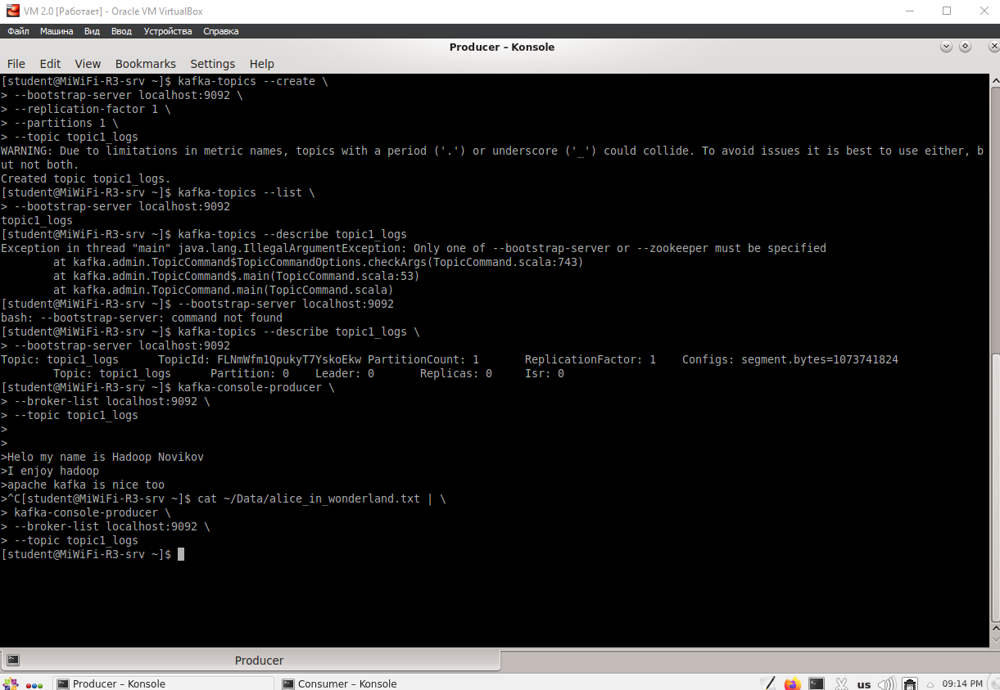 VM 2.0 [Работает] - Oracle VM VirtualBox
Файл Машина Вид Ввод Устройства Справка
Producer – Konsole
File Edit View Bookmarks Settings Help
[student@MiWiFi-R3-srv ~]$ kafka-topics --create \
> --bootstrap-server localhost:9092 \
> --replication-factor 1 \
> --partitions 1 \
> --topic topic1_logs
WARNING: Due to limitations in metric names, topics with a period ('.') or underscore ('_') could collide. To avoid issues it is best to use either, b
ut not both.
Created topic topic1_logs.
[student@MiWiFi-R3-srv ~]$ kafka-topics --list \
> --bootstrap-server localhost:9092
topic1_logs
[student@MiWiFi-R3-srv ~]$ kafka-topics --describe topic1_logs
Exception in thread "main" java.lang.IllegalArgumentException: Only one of --bootstrap-server or --zookeeper must be specified
        at kafka.admin.TopicCommand$TopicCommandOptions.checkArgs(TopicCommand.scala:743)
        at kafka.admin.TopicCommand$.main(TopicCommand.scala:53)
        at kafka.admin.TopicCommand.main(TopicCommand.scala)
[student@MiWiFi-R3-srv ~]$ --bootstrap-server localhost:9092
bash: --bootstrap-server: command not found
[student@MiWiFi-R3-srv ~]$ kafka-topics --describe topic1_logs \
> --bootstrap-server localhost:9092
Topic: topic1_logs      TopicId: FLNmWfm1QpukyT7YskoEkw PartitionCount: 1       ReplicationFactor: 1    Configs: segment.bytes=1073741824
        Topic: topic1_logs      Partition: 0    Leader: 0       Replicas: 0     Isr: 0
[student@MiWiFi-R3-srv ~]$ kafka-console-producer \
> --broker-list localhost:9092 \
> --topic topic1_logs
>
>
>Helo my name is Hadoop Novikov
>I enjoy hadoop
>apache kafka is nice too
>^C[student@MiWiFi-R3-srv ~]$ cat ~/Data/alice_in_wonderland.txt | \
> kafka-console-producer \
> --broker-list localhost:9092 \
> --topic topic1_logs
[student@MiWiFi-R3-srv ~]$
Producer
Producer – Konsole
Consumer – Konsole
us
09:14 PM